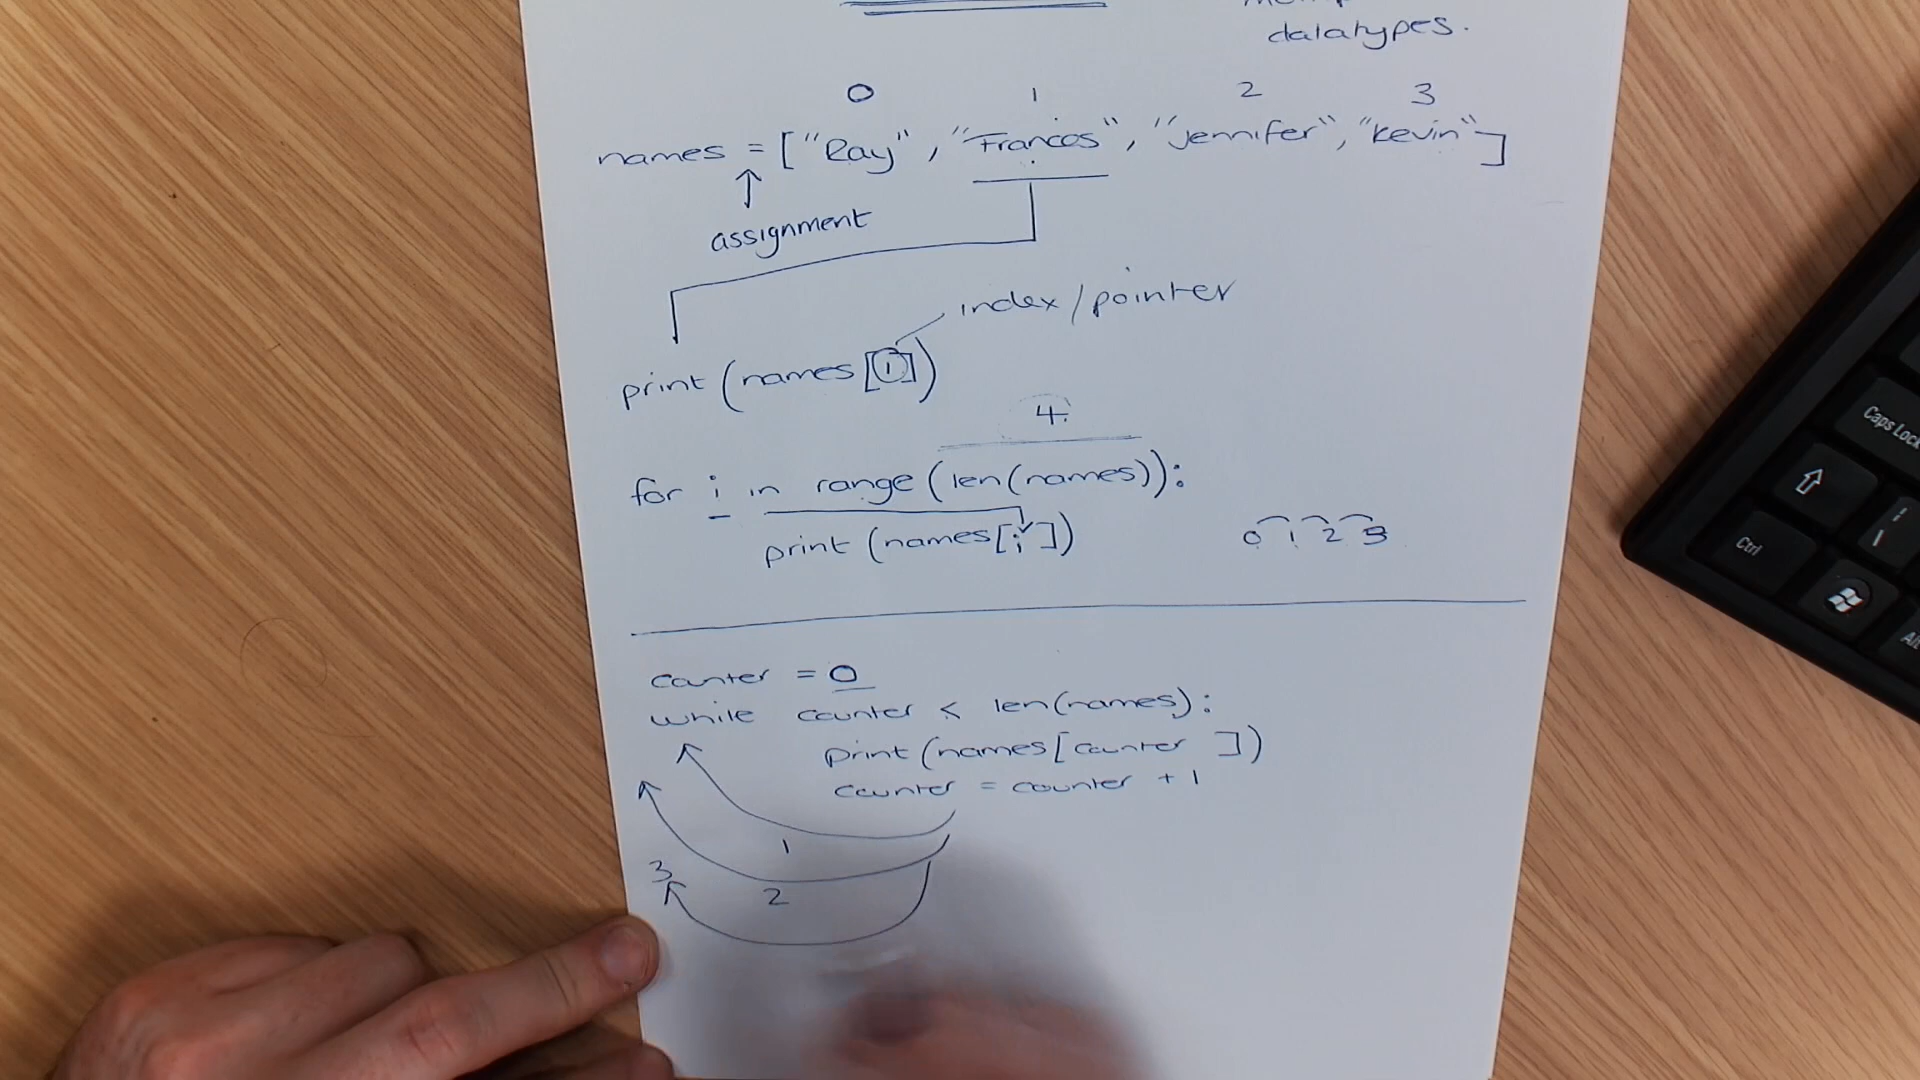 datatypes.
0 1 2 3
names = ["Ray", "Frances", "Jennifer", "Kevin"]
assignment
index/pointer
print (names[1])
4.
for i in range (len(names)):
print (names[i])
0 1 2 3
counter = 0
while counter < len(names):
print (names[counter ])
counter = counter + 1
1
2
3
Caps Lock
Ctrl